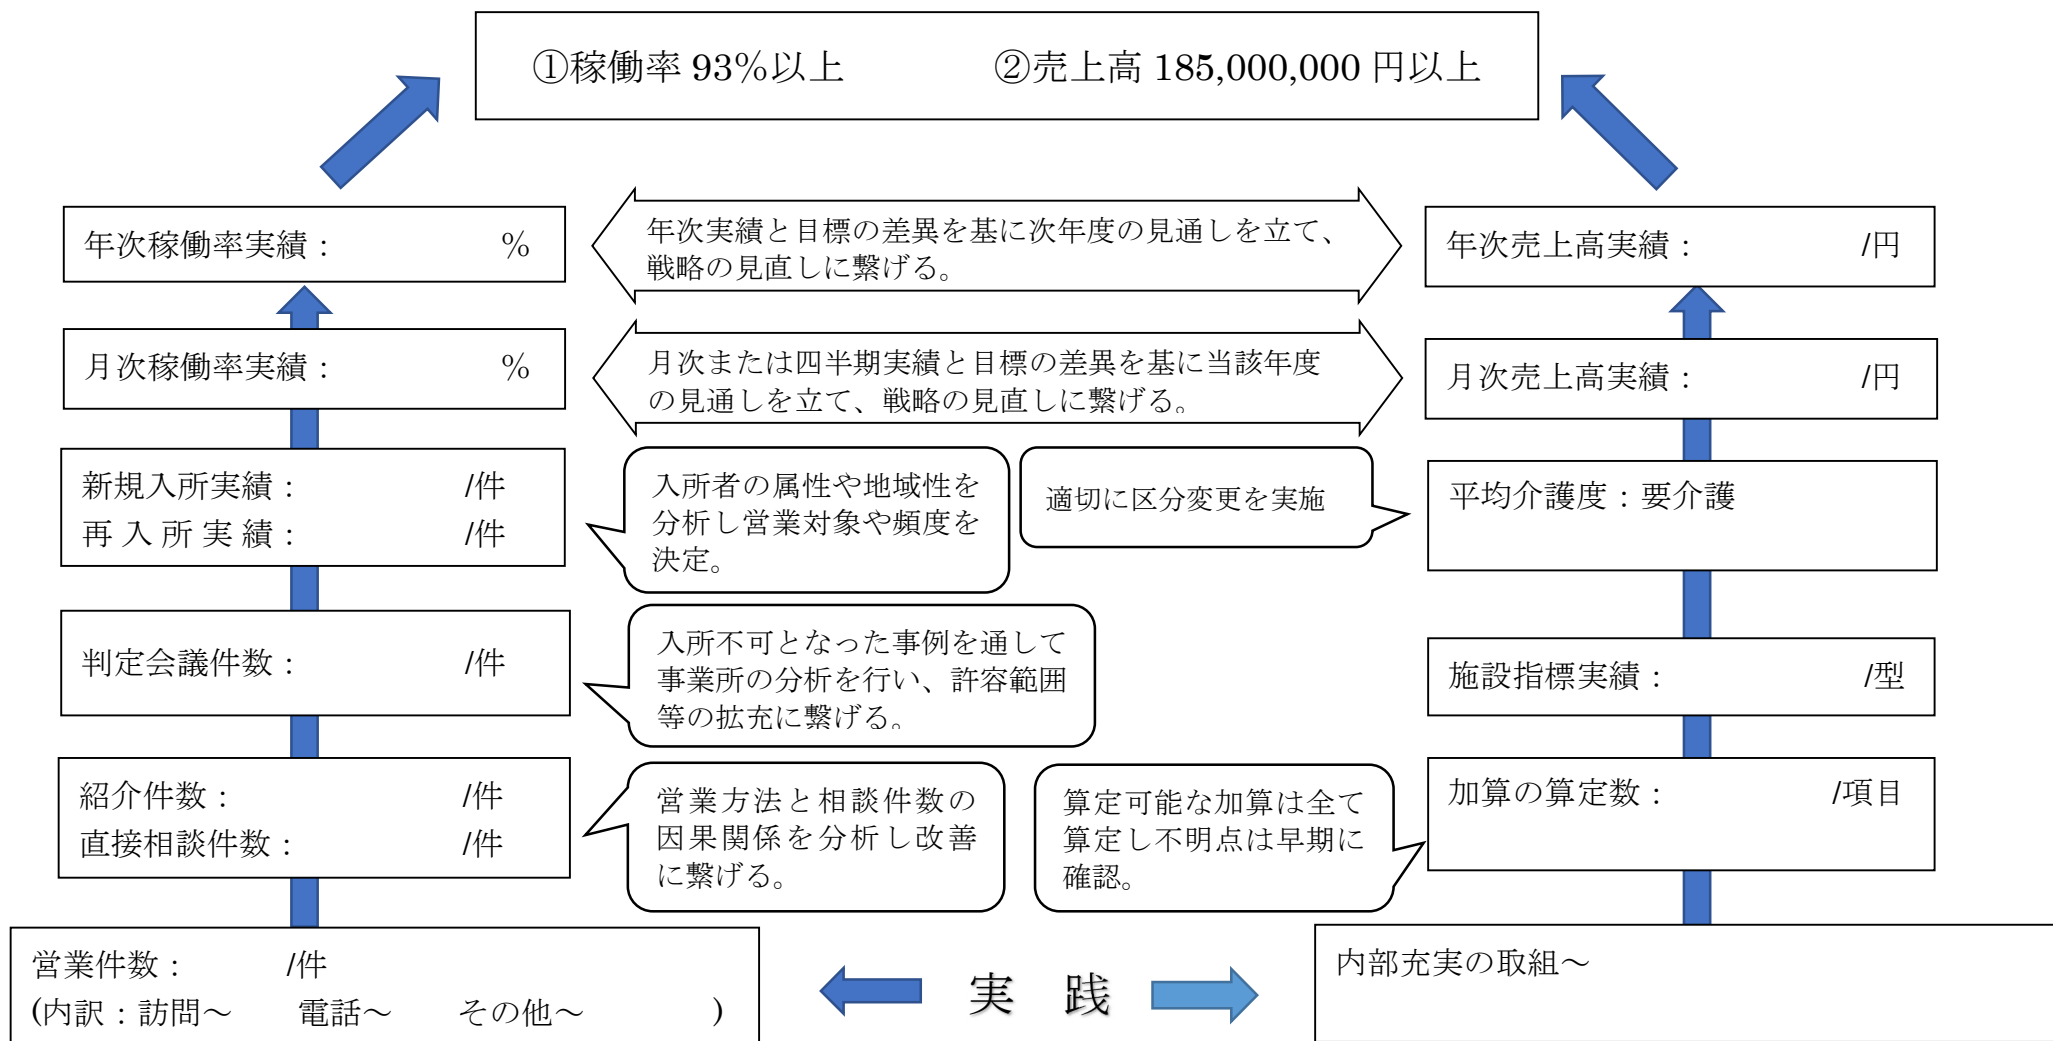 ①稼働率 93％以上　②売上高 185,000,000 円以上
年次稼働率実績：　％
年次実績と目標の差異を基に次年度の見通しを立て、
戦略の見直しに繋げる。
年次売上高実績：　/円
月次稼働率実績：　％
月次または四半期実績と目標の差異を基に当該年度
の見通しを立て、戦略の見直しに繋げる。
月次売上高実績：　/円
新規入所実績：　/件
再入所実績：　/件
入所者の属性や地域性を
分析し営業対象や頻度を
決定。
適切に区分変更を実施
平均介護度：要介護
判定会議件数：　/件
入所不可となった事例を通して
事業所の分析を行い、許容範囲
等の拡充に繋げる。
施設指標実績：　/型
紹介件数：　/件
直接相談件数：　/件
営業方法と相談件数の
因果関係を分析し改善
に繋げる。
算定可能な加算は全て
算定し不明点は早期に
確認。
加算の算定数：　/項目
営業件数：　/件
(内訳：訪問～　電話～　その他～　)
実　践
内部充実の取組～